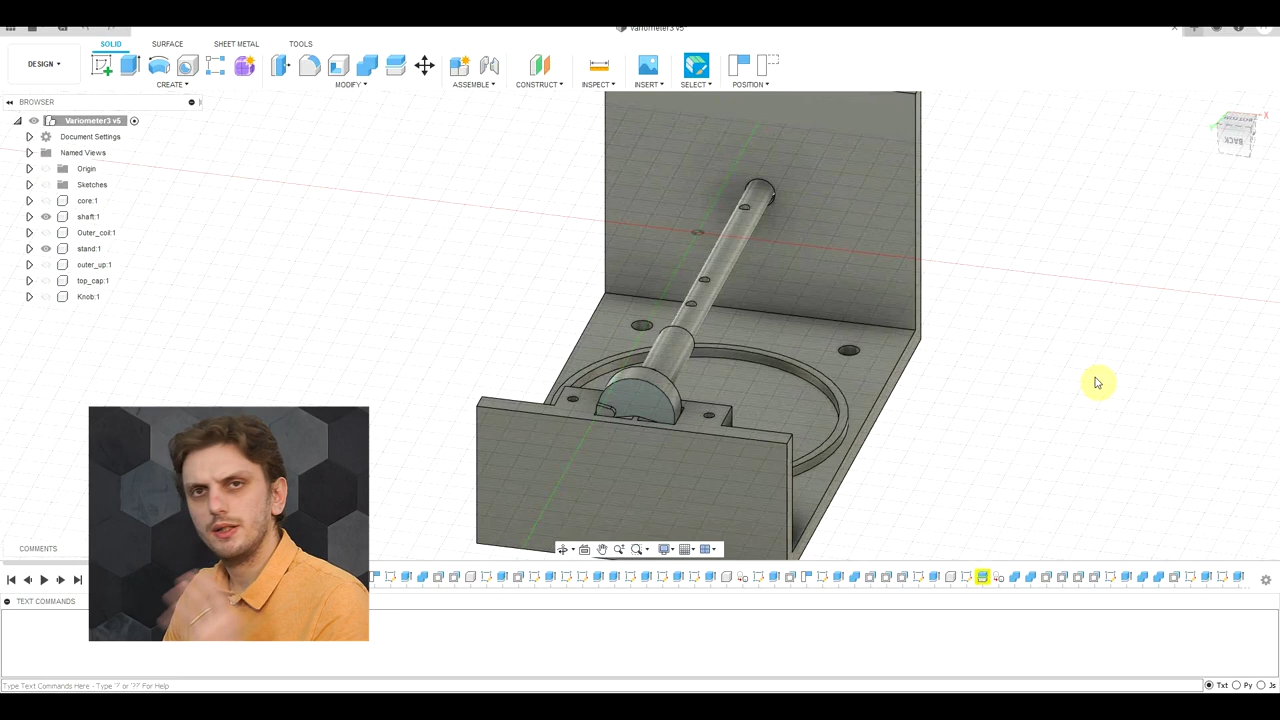 Variometer3 v5*
SOLID SURFACE SHEET METAL TOOLS
DESIGN
CREATE MODIFY ASSEMBLE CONSTRUCT INSPECT INSERT SELECT POSITION
BROWSER
Variometer3 v5
Document Settings
Named Views
Origin
Sketches
core:1
shaft:1
Outer_coil:1
stand:1
outer_up:1
top_cap:1
Knob:1
BOTTOM
BACK
X
COMMENTS
TEXT COMMANDS
Type Text Commands Here - Type '?' or '??' For Help
Txt Py Js